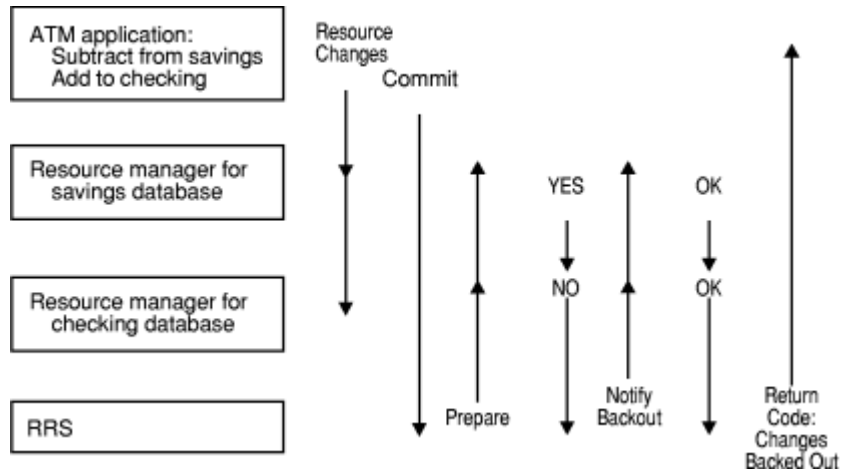 ATM application:
Subtract from savings
Add to checking
Resource
Changes
Commit
Resource manager for
savings database
YES
OK
Resource manager for
checking database
NO
OK
RRS
Prepare
Notify
Backout
Return
Code:
Changes
Backed Out